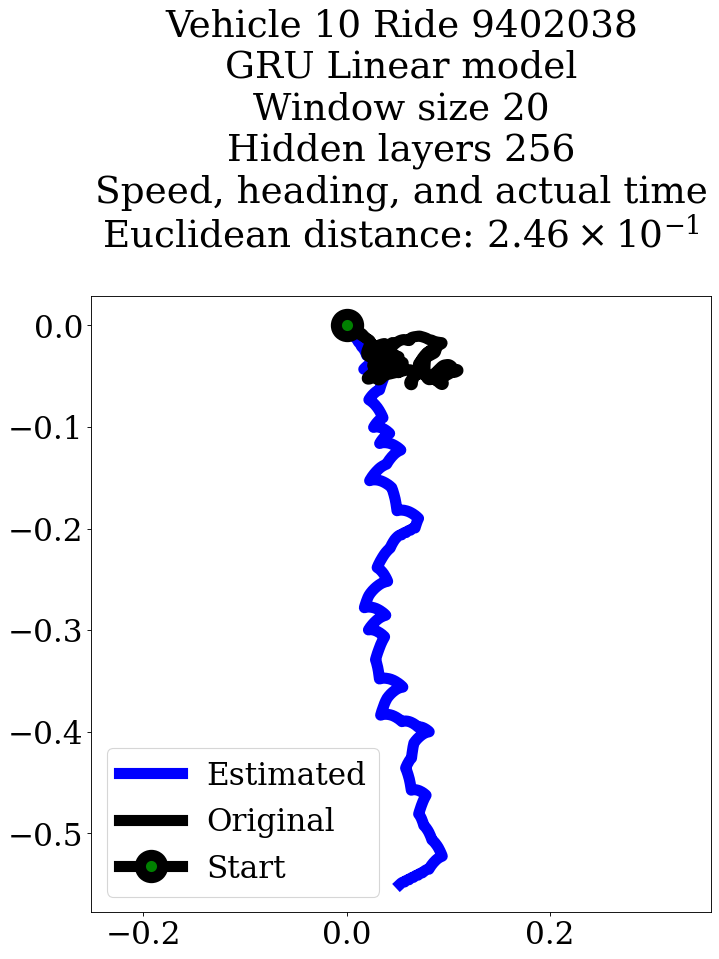 Vehicle 10 Ride 9402038
GRU Linear model
Window size 20
Hidden layers 256
Speed, heading, and actual time
Euclidean distance: 2.46 × 10⁻¹
0.0
−0.1
−0.2
−0.3
−0.4
−0.5
Estimated
Original
Start
−0.2 0.0 0.2